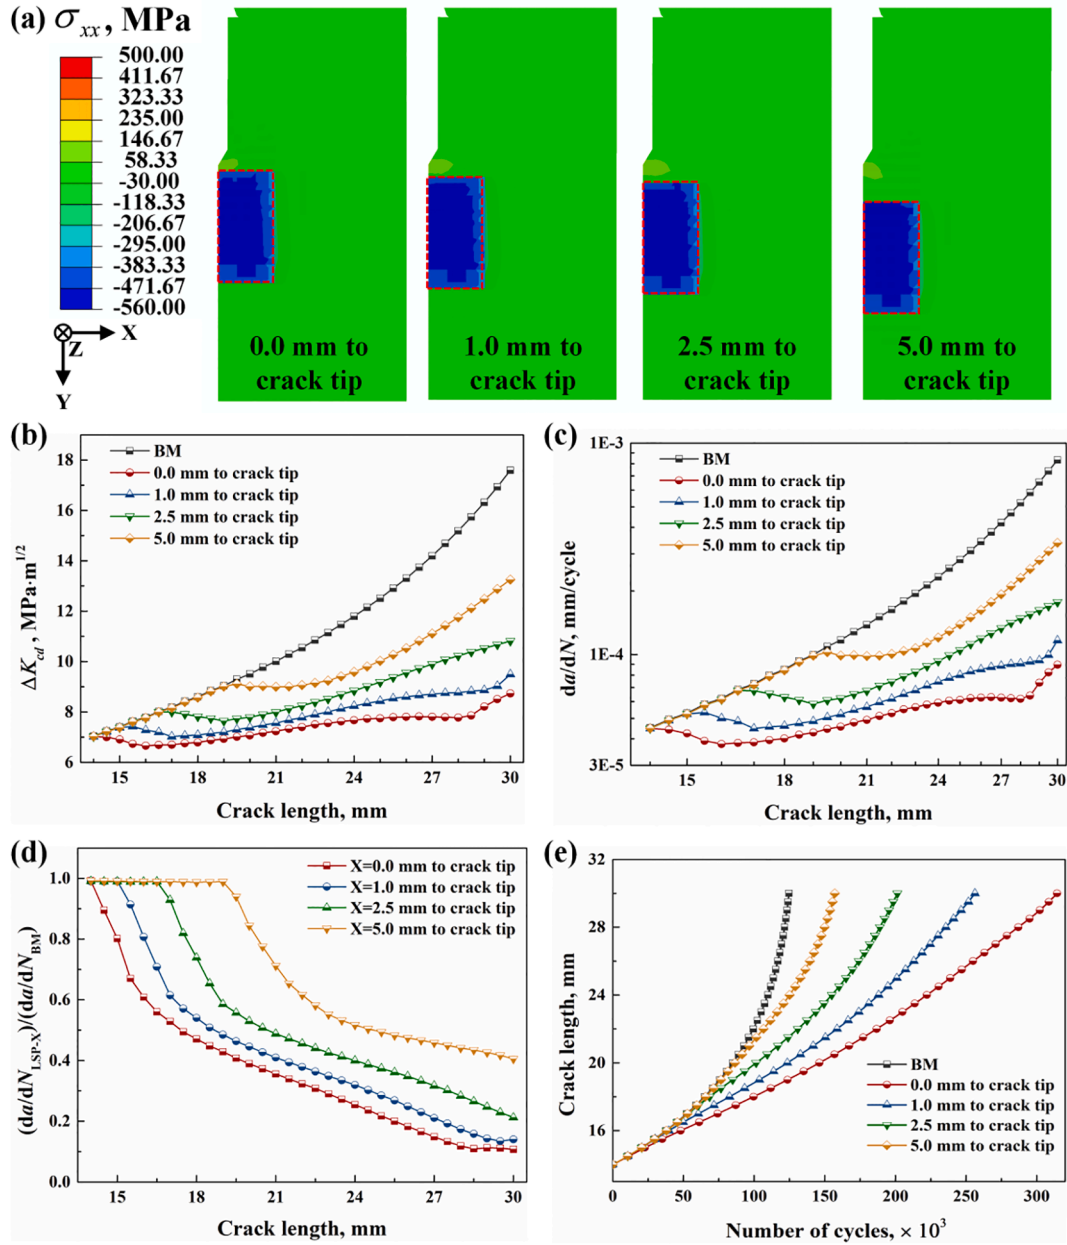 (a) σxx, MPa
500.00
411.67
323.33
235.00
146.67
58.33
-30.00
-118.33
-206.67
-295.00
-383.33
-471.67
-560.00
X
Z
Y
0.0 mm to
crack tip
1.0 mm to
crack tip
2.5 mm to
crack tip
5.0 mm to
crack tip
(b)
BM
0.0 mm to crack tip
1.0 mm to crack tip
2.5 mm to crack tip
5.0 mm to crack tip
18
16
14
12
10
8
6
ΔKcd, MPa·m1/2
15 18 21 24 27 30
Crack length, mm
(c)
BM
0.0 mm to crack tip
1.0 mm to crack tip
2.5 mm to crack tip
5.0 mm to crack tip
1E-3
1E-4
3E-5
da/dN, mm/cycle
15 18 21 24 27 30
Crack length, mm
(d)
X=0.0 mm to crack tip
X=1.0 mm to crack tip
X=2.5 mm to crack tip
X=5.0 mm to crack tip
1.0
0.8
0.6
0.4
0.2
0.0
(da/dNLSP-X)/(da/dNBM)
15 18 21 24 27 30
Crack length, mm
(e)
32
28
24
20
16
Crack length, mm
BM
0.0 mm to crack tip
1.0 mm to crack tip
2.5 mm to crack tip
5.0 mm to crack tip
0 50 100 150 200 250 300
Number of cycles, × 103